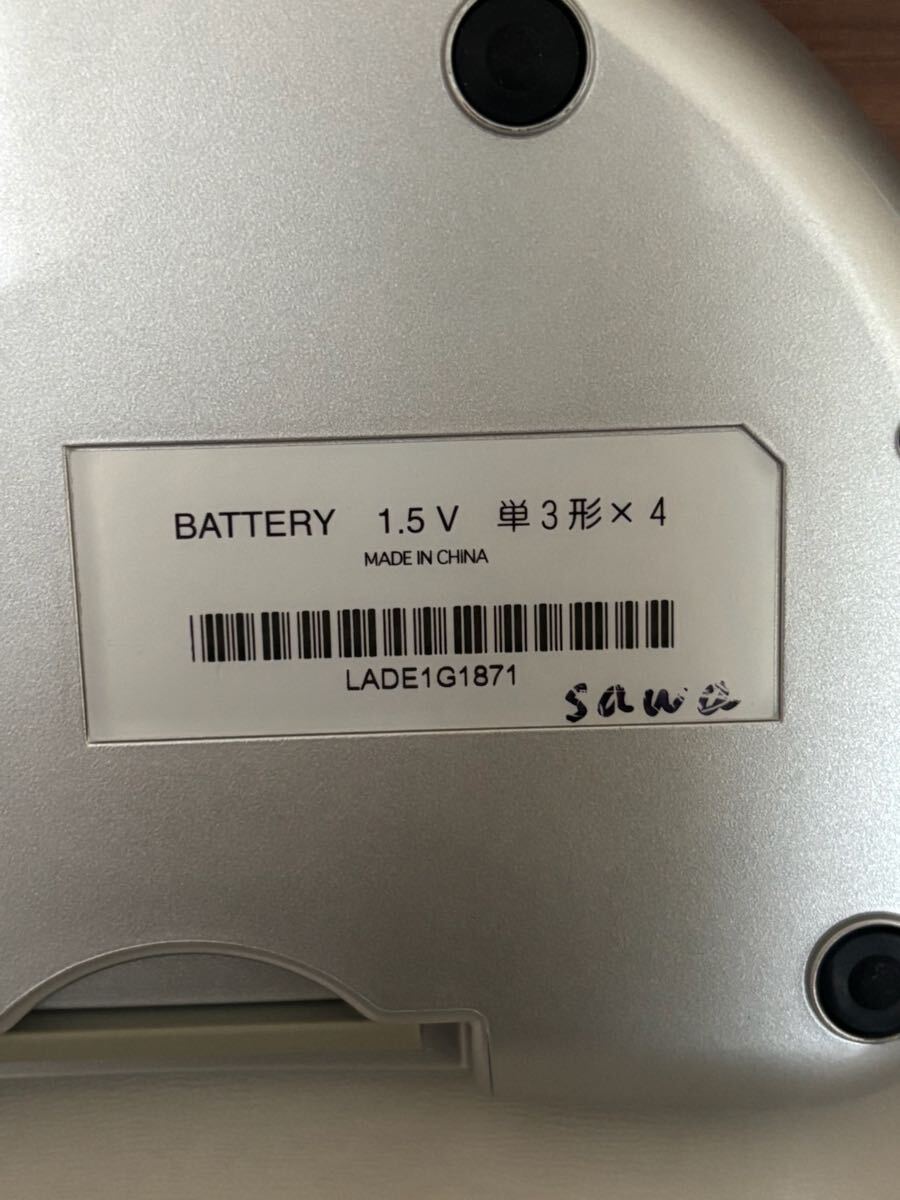 BATTERY 1.5 V 単3形×4
MADE IN CHINA
LADE1G1871
sawa